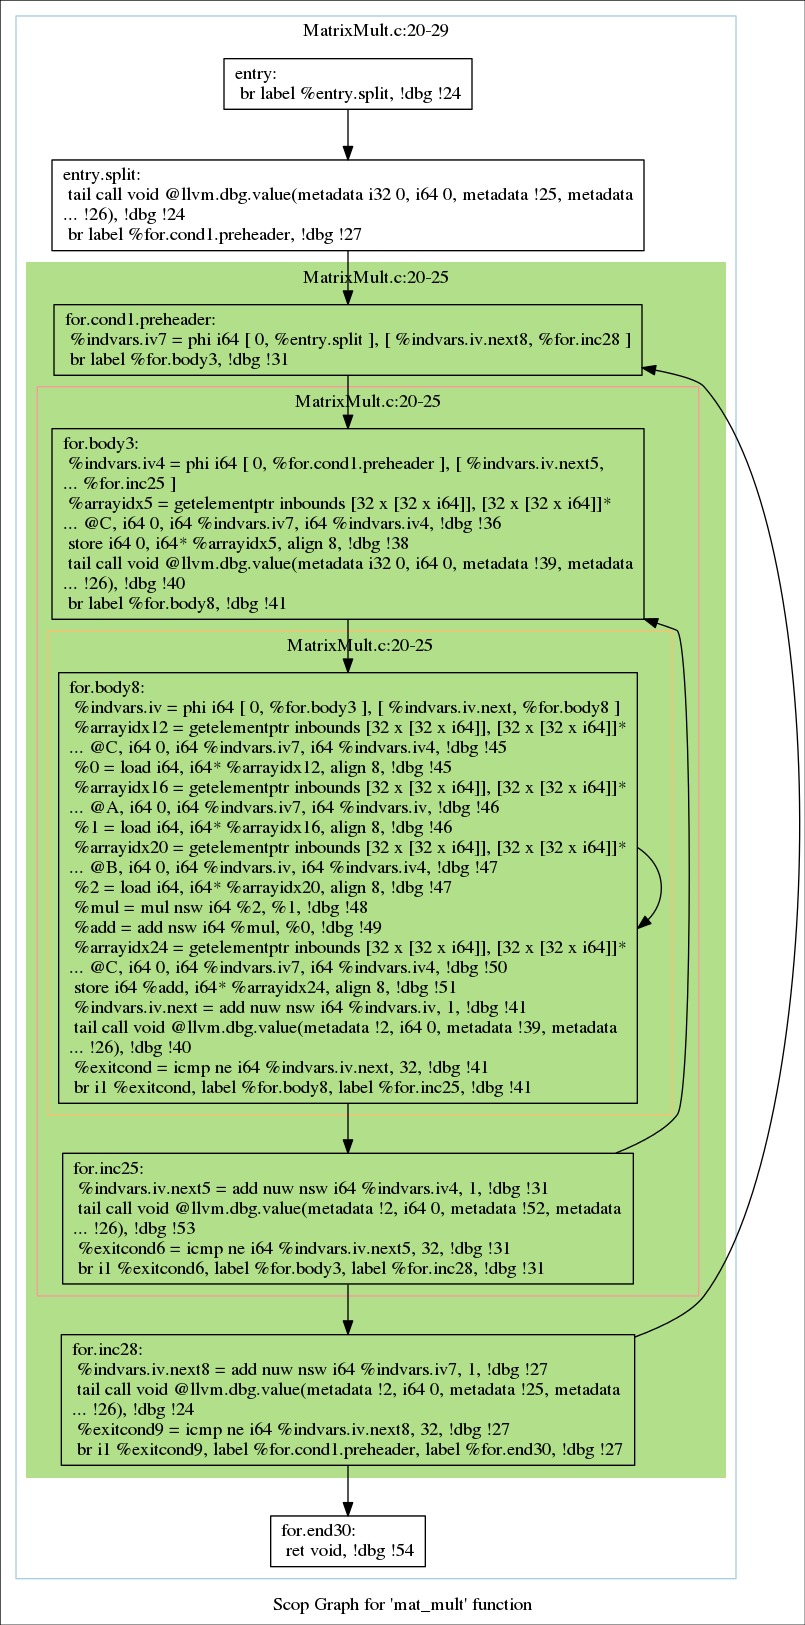 MatrixMult.c:20-29
entry:
br label %entry.split, !dbg !24
entry.split:
tail call void @llvm.dbg.value(metadata i32 0, i64 0, metadata !25, metadata
... !26), !dbg !24
br label %for.cond1.preheader, !dbg !27
MatrixMult.c:20-25
for.cond1.preheader:
%indvars.iv7 = phi i64 [ 0, %entry.split ], [ %indvars.iv.next8, %for.inc28 ]
br label %for.body3, !dbg !31
MatrixMult.c:20-25
for.body3:
%indvars.iv4 = phi i64 [ 0, %for.cond1.preheader ], [ %indvars.iv.next5,
... %for.inc25 ]
%arrayidx5 = getelementptr inbounds [32 x [32 x i64]], [32 x [32 x i64]]*
... @C, i64 0, i64 %indvars.iv7, i64 %indvars.iv4, !dbg !36
store i64 0, i64* %arrayidx5, align 8, !dbg !38
tail call void @llvm.dbg.value(metadata i32 0, i64 0, metadata !39, metadata
... !26), !dbg !40
br label %for.body8, !dbg !41
MatrixMult.c:20-25
for.body8:
%indvars.iv = phi i64 [ 0, %for.body3 ], [ %indvars.iv.next, %for.body8 ]
%arrayidx12 = getelementptr inbounds [32 x [32 x i64]], [32 x [32 x i64]]*
... @C, i64 0, i64 %indvars.iv7, i64 %indvars.iv4, !dbg !45
%0 = load i64, i64* %arrayidx12, align 8, !dbg !45
%arrayidx16 = getelementptr inbounds [32 x [32 x i64]], [32 x [32 x i64]]*
... @A, i64 0, i64 %indvars.iv7, i64 %indvars.iv, !dbg !46
%1 = load i64, i64* %arrayidx16, align 8, !dbg !46
%arrayidx20 = getelementptr inbounds [32 x [32 x i64]], [32 x [32 x i64]]*
... @B, i64 0, i64 %indvars.iv, i64 %indvars.iv4, !dbg !47
%2 = load i64, i64* %arrayidx20, align 8, !dbg !47
%mul = mul nsw i64 %2, %1, !dbg !48
%add = add nsw i64 %mul, %0, !dbg !49
%arrayidx24 = getelementptr inbounds [32 x [32 x i64]], [32 x [32 x i64]]*
... @C, i64 0, i64 %indvars.iv7, i64 %indvars.iv4, !dbg !50
store i64 %add, i64* %arrayidx24, align 8, !dbg !51
%indvars.iv.next = add nuw nsw i64 %indvars.iv, 1, !dbg !41
tail call void @llvm.dbg.value(metadata !2, i64 0, metadata !39, metadata
... !26), !dbg !40
%exitcond = icmp ne i64 %indvars.iv.next, 32, !dbg !41
br i1 %exitcond, label %for.body8, label %for.inc25, !dbg !41
for.inc25:
%indvars.iv.next5 = add nuw nsw i64 %indvars.iv4, 1, !dbg !31
tail call void @llvm.dbg.value(metadata !2, i64 0, metadata !52, metadata
... !26), !dbg !53
%exitcond6 = icmp ne i64 %indvars.iv.next5, 32, !dbg !31
br i1 %exitcond6, label %for.body3, label %for.inc28, !dbg !31
for.inc28:
%indvars.iv.next8 = add nuw nsw i64 %indvars.iv7, 1, !dbg !27
tail call void @llvm.dbg.value(metadata !2, i64 0, metadata !25, metadata
... !26), !dbg !24
%exitcond9 = icmp ne i64 %indvars.iv.next8, 32, !dbg !27
br i1 %exitcond9, label %for.cond1.preheader, label %for.end30, !dbg !27
for.end30:
ret void, !dbg !54
Scop Graph for 'mat_mult' function